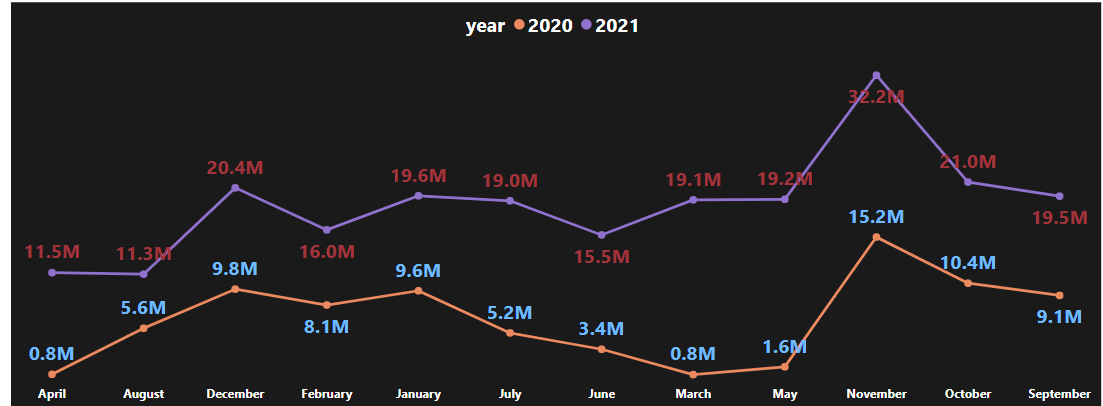 year 2020 2021
32.2M
20.4M 19.6M 19.0M 19.1M 19.2M 21.0M
11.5M 11.3M 16.0M 15.5M 19.5M
0.8M 5.6M 9.8M 8.1M 9.6M 5.2M 3.4M 0.8M 1.6M 15.2M 10.4M 9.1M
April August December February January July June March May November October September